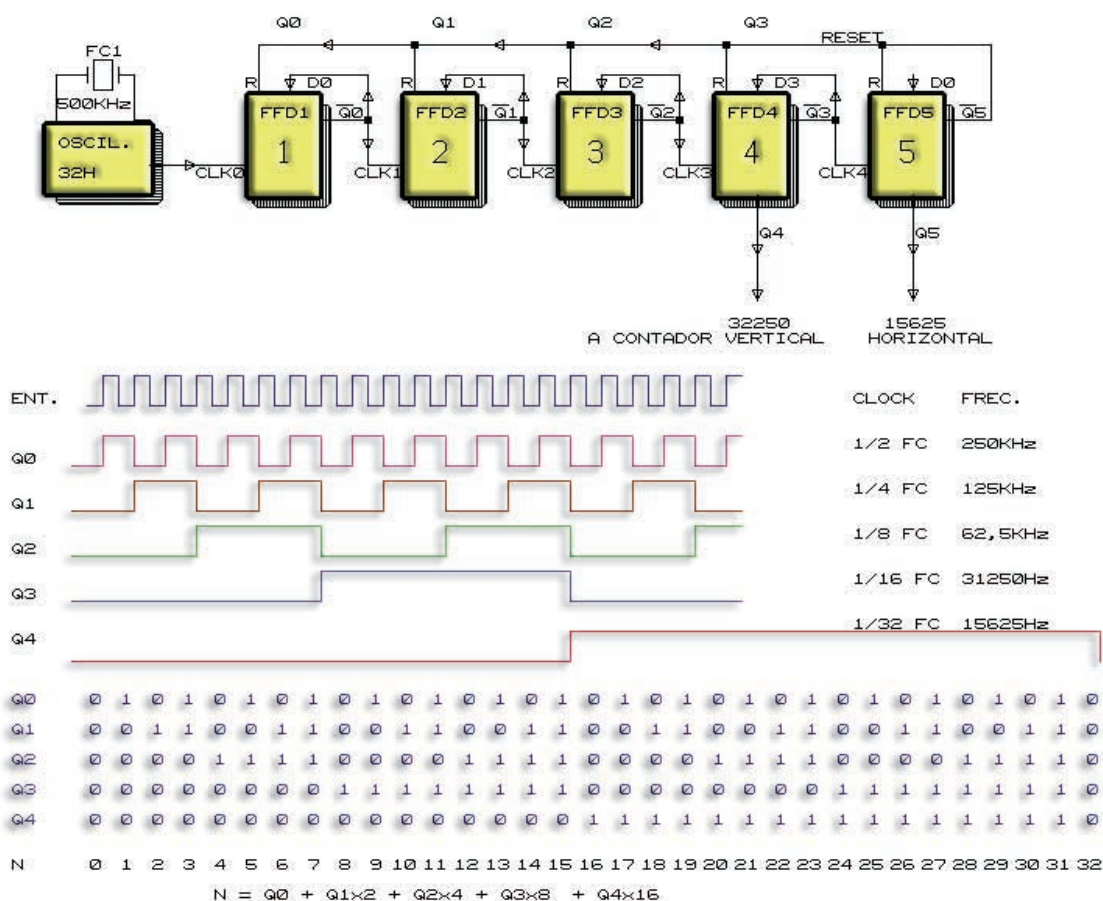 Q0 Q1 Q2 Q3
RESET
FC1
500KHz
R D0 R D1 R D2 R D3 R D0
OSCIL.
32H
FFD1 Q̅0̅ FFD2 Q̅1̅ FFD3 Q̅2̅ FFD4 Q̅3̅ FFD5 Q̅5̅
1 2 3 4 5
CLK0 CLK1 CLK2 CLK3 CLK4
Q4 Q5
32250 15625
A CONTADOR VERTICAL HORIZONTAL
ENT. CLOCK FREC.
Q0 1/2 FC 250KHz
Q1 1/4 FC 125KHz
Q2 1/8 FC 62,5KHz
Q3 1/16 FC 31250Hz
Q4 1/32 FC 15625Hz
Q0 0 1 0 1 0 1 0 1 0 1 0 1 0 1 0 1 0 1 0 1 0 1 0 1 0 1 0 1 0 1 0 1 0
Q1 0 0 1 1 0 0 1 1 0 0 1 1 0 0 1 1 0 0 1 1 0 0 1 1 0 0 1 1 0 0 1 1 0
Q2 0 0 0 0 1 1 1 1 0 0 0 0 1 1 1 1 0 0 0 0 1 1 1 1 0 0 0 0 1 1 1 1 0
Q3 0 0 0 0 0 0 0 0 1 1 1 1 1 1 1 1 0 0 0 0 0 0 0 0 1 1 1 1 1 1 1 1 0
Q4 0 0 0 0 0 0 0 0 0 0 0 0 0 0 0 0 1 1 1 1 1 1 1 1 1 1 1 1 1 1 1 1 0
N 0 1 2 3 4 5 6 7 8 9 10 11 12 13 14 15 16 17 18 19 20 21 22 23 24 25 26 27 28 29 30 31 32
N = Q0 + Q1x2 + Q2x4 + Q3x8 + Q4x16